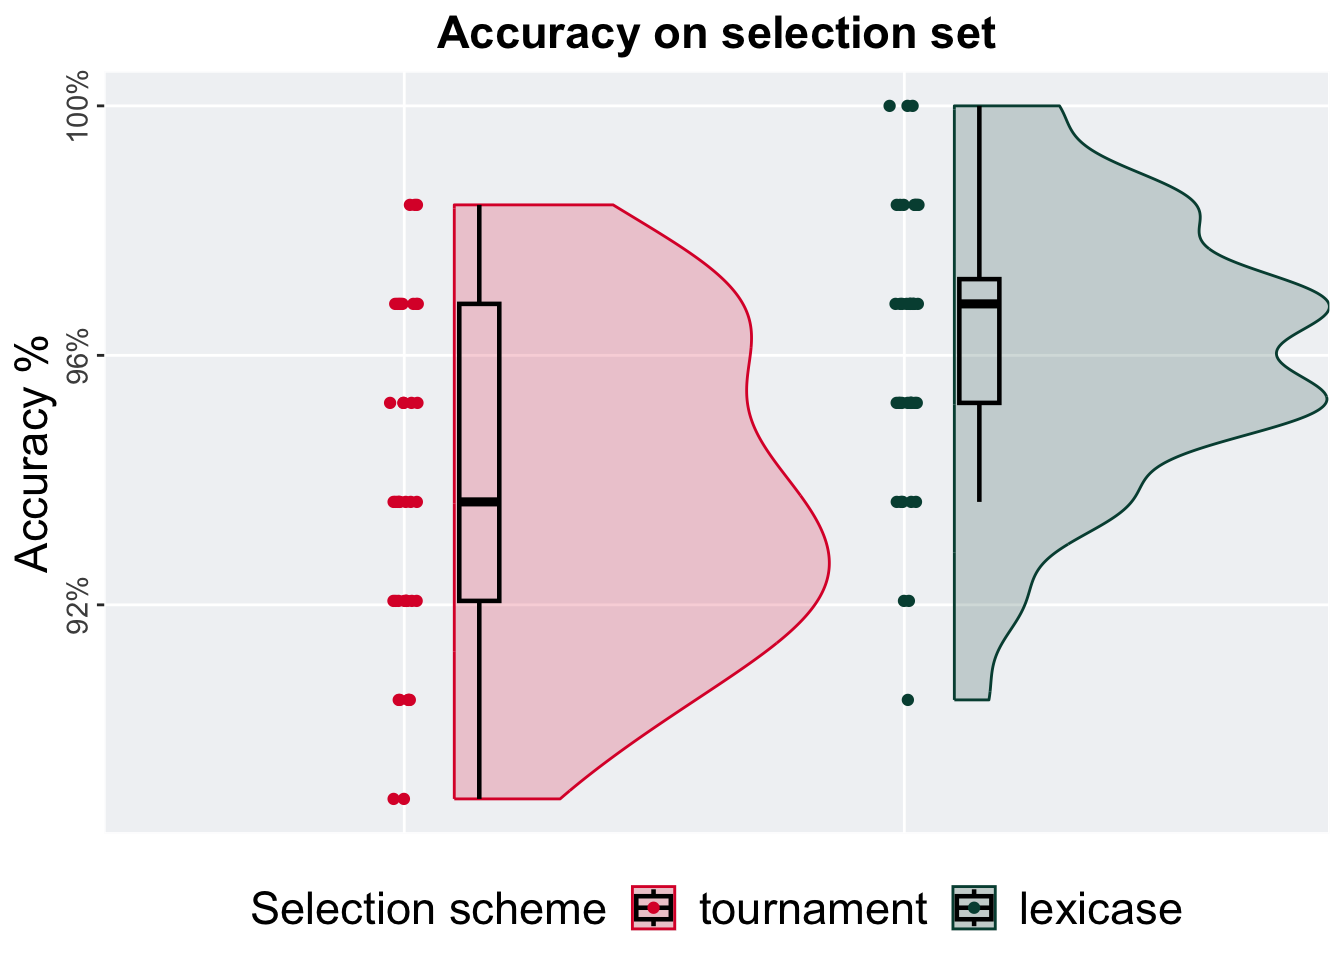 Accuracy on selection set
Accuracy %
100%
96%
92%
Selection scheme tournament lexicase